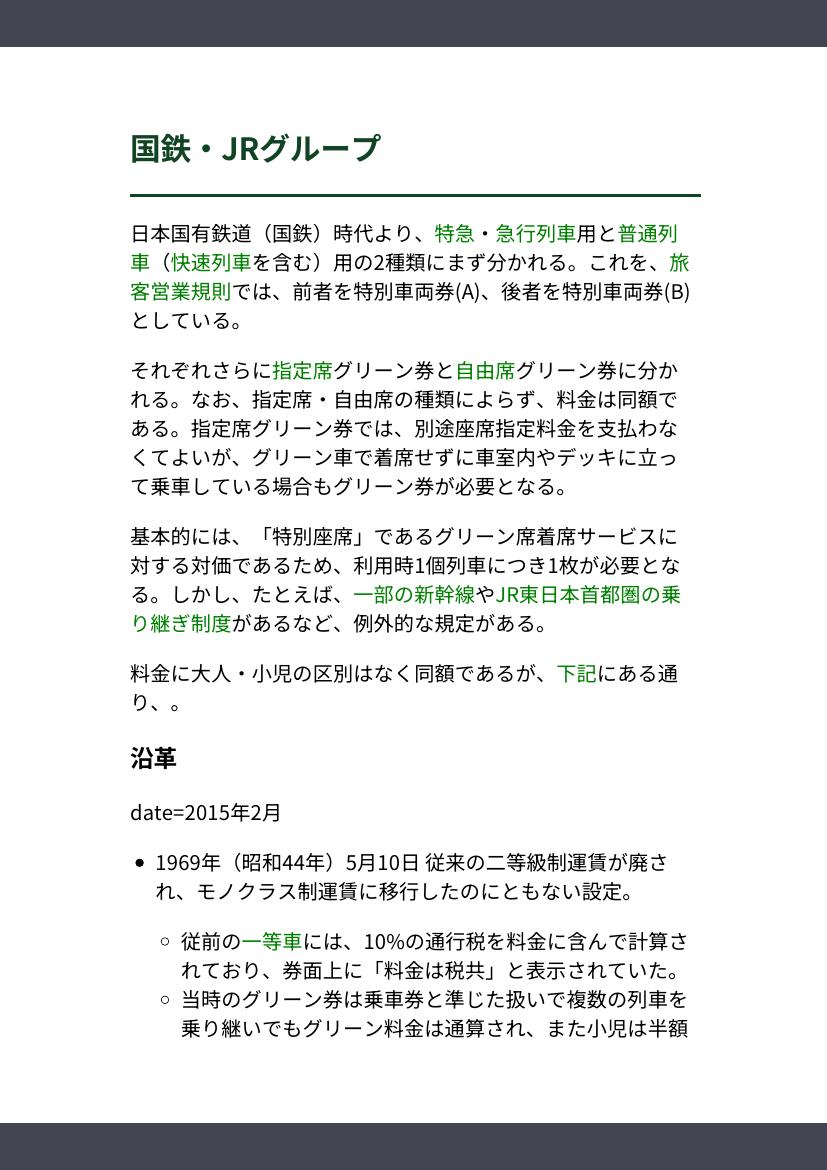 国鉄・JRグループ
日本国有鉄道（国鉄）時代より、特急・急行列車用と普通列
車（快速列車を含む）用の2種類にまず分かれる。これを、旅
客営業規則では、前者を特別車両券(A)、後者を特別車両券(B)
としている。
それぞれさらに指定席グリーン券と自由席グリーン券に分か
れる。なお、指定席・自由席の種類によらず、料金は同額で
ある。指定席グリーン券では、別途座席指定料金を支払わな
くてよいが、グリーン車で着席せずに車室内やデッキに立っ
て乗車している場合もグリーン券が必要となる。
基本的には、「特別座席」であるグリーン席着席サービスに
対する対価であるため、利用時1個列車につき1枚が必要とな
る。しかし、たとえば、一部の新幹線やJR東日本首都圏の乗
り継ぎ制度があるなど、例外的な規定がある。
料金に大人・小児の区別はなく同額であるが、下記にある通
り、。
沿革
date=2015年2月
• 1969年（昭和44年）5月10日 従来の二等級制運賃が廃さ
れ、モノクラス制運賃に移行したのにともない設定。
◦ 従前の一等車には、10%の通行税を料金に含んで計算さ
れており、券面上に「料金は税共」と表示されていた。
◦ 当時のグリーン券は乗車券と準じた扱いで複数の列車を
乗り継いでもグリーン料金は通算され、また小児は半額